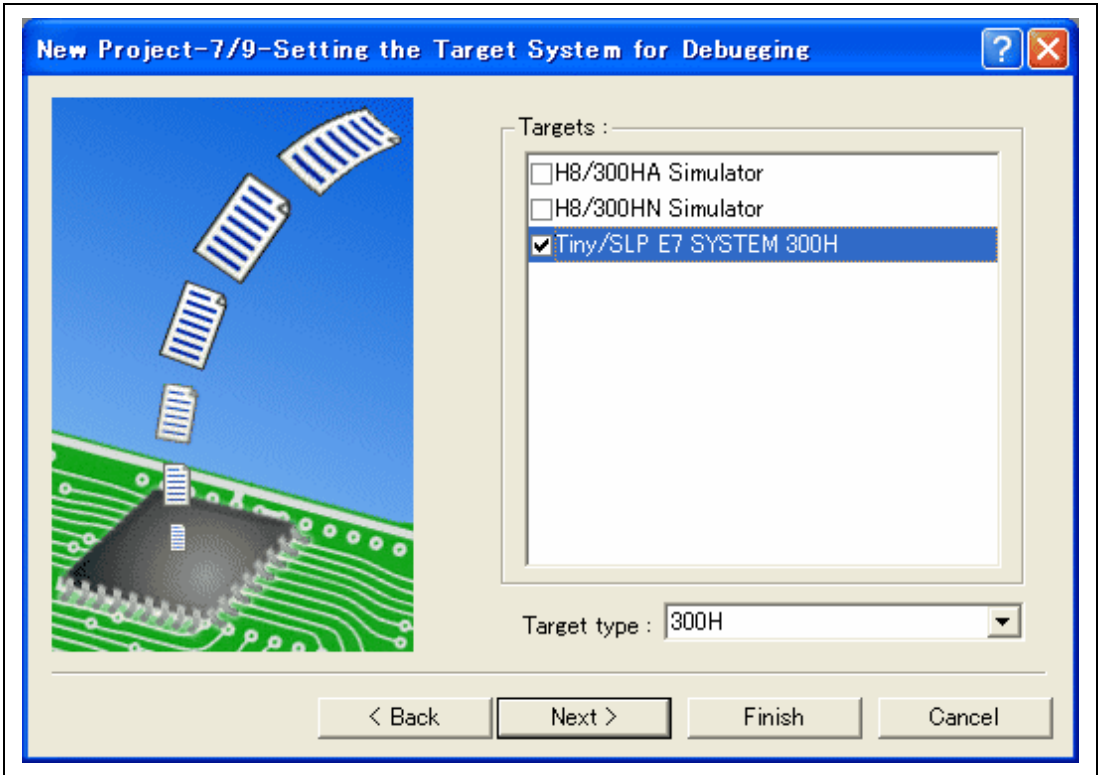 New Project-7/9-Setting the Target System for Debugging
?
Targets :
H8/300HA Simulator
H8/300HN Simulator
Tiny/SLP E7 SYSTEM 300H
Target type : 300H
< Back Next > Finish Cancel